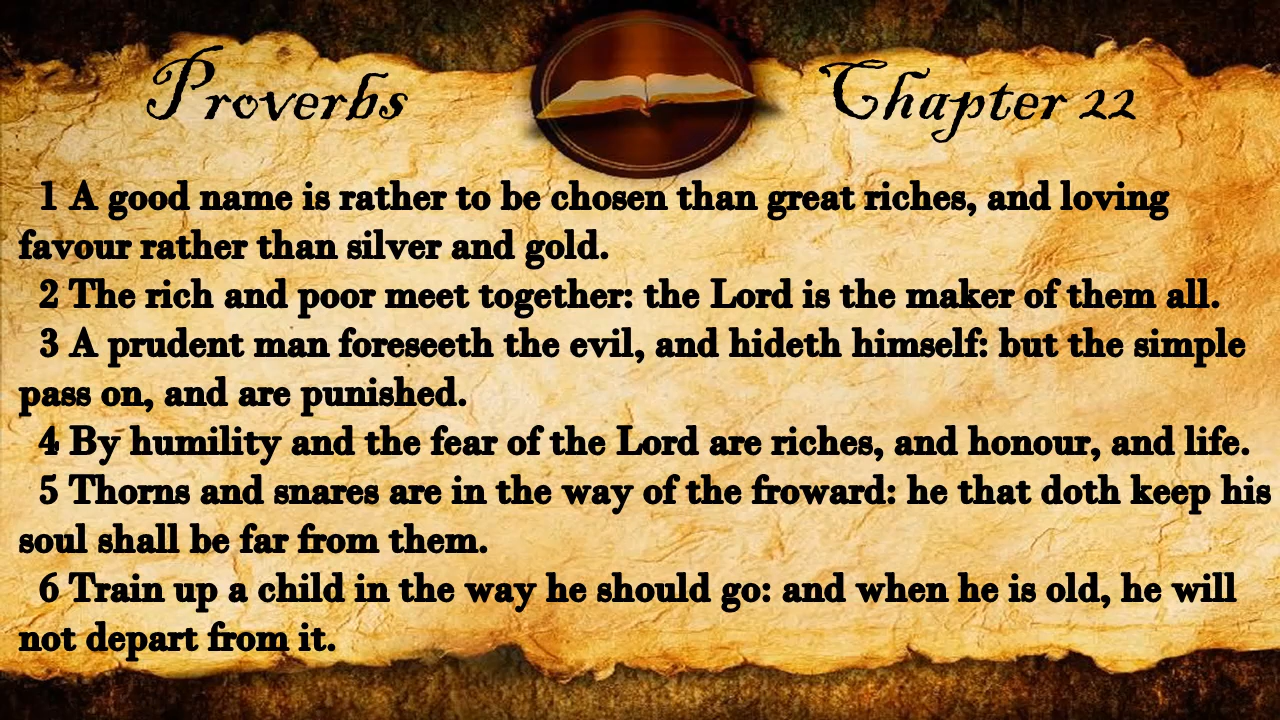 Proverbs Chapter 22
1 A good name is rather to be chosen than great riches, and loving
favour rather than silver and gold.
2 The rich and poor meet together: the Lord is the maker of them all.
3 A prudent man foreseeth the evil, and hideth himself: but the simple
pass on, and are punished.
4 By humility and the fear of the Lord are riches, and honour, and life.
5 Thorns and snares are in the way of the froward: he that doth keep his
soul shall be far from them.
6 Train up a child in the way he should go: and when he is old, he will
not depart from it.